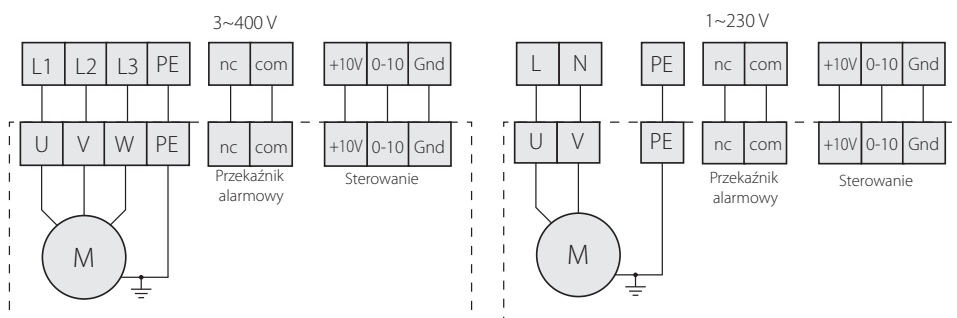 3~400 V
L1 L2 L3 PE nc com +10V 0-10 Gnd
U V W PE nc com +10V 0-10 Gnd
Przekaźnik
alarmowy
Sterowanie
M
1~230 V
L N PE nc com +10V 0-10 Gnd
U V PE nc com +10V 0-10 Gnd
Przekaźnik
alarmowy
Sterowanie
M